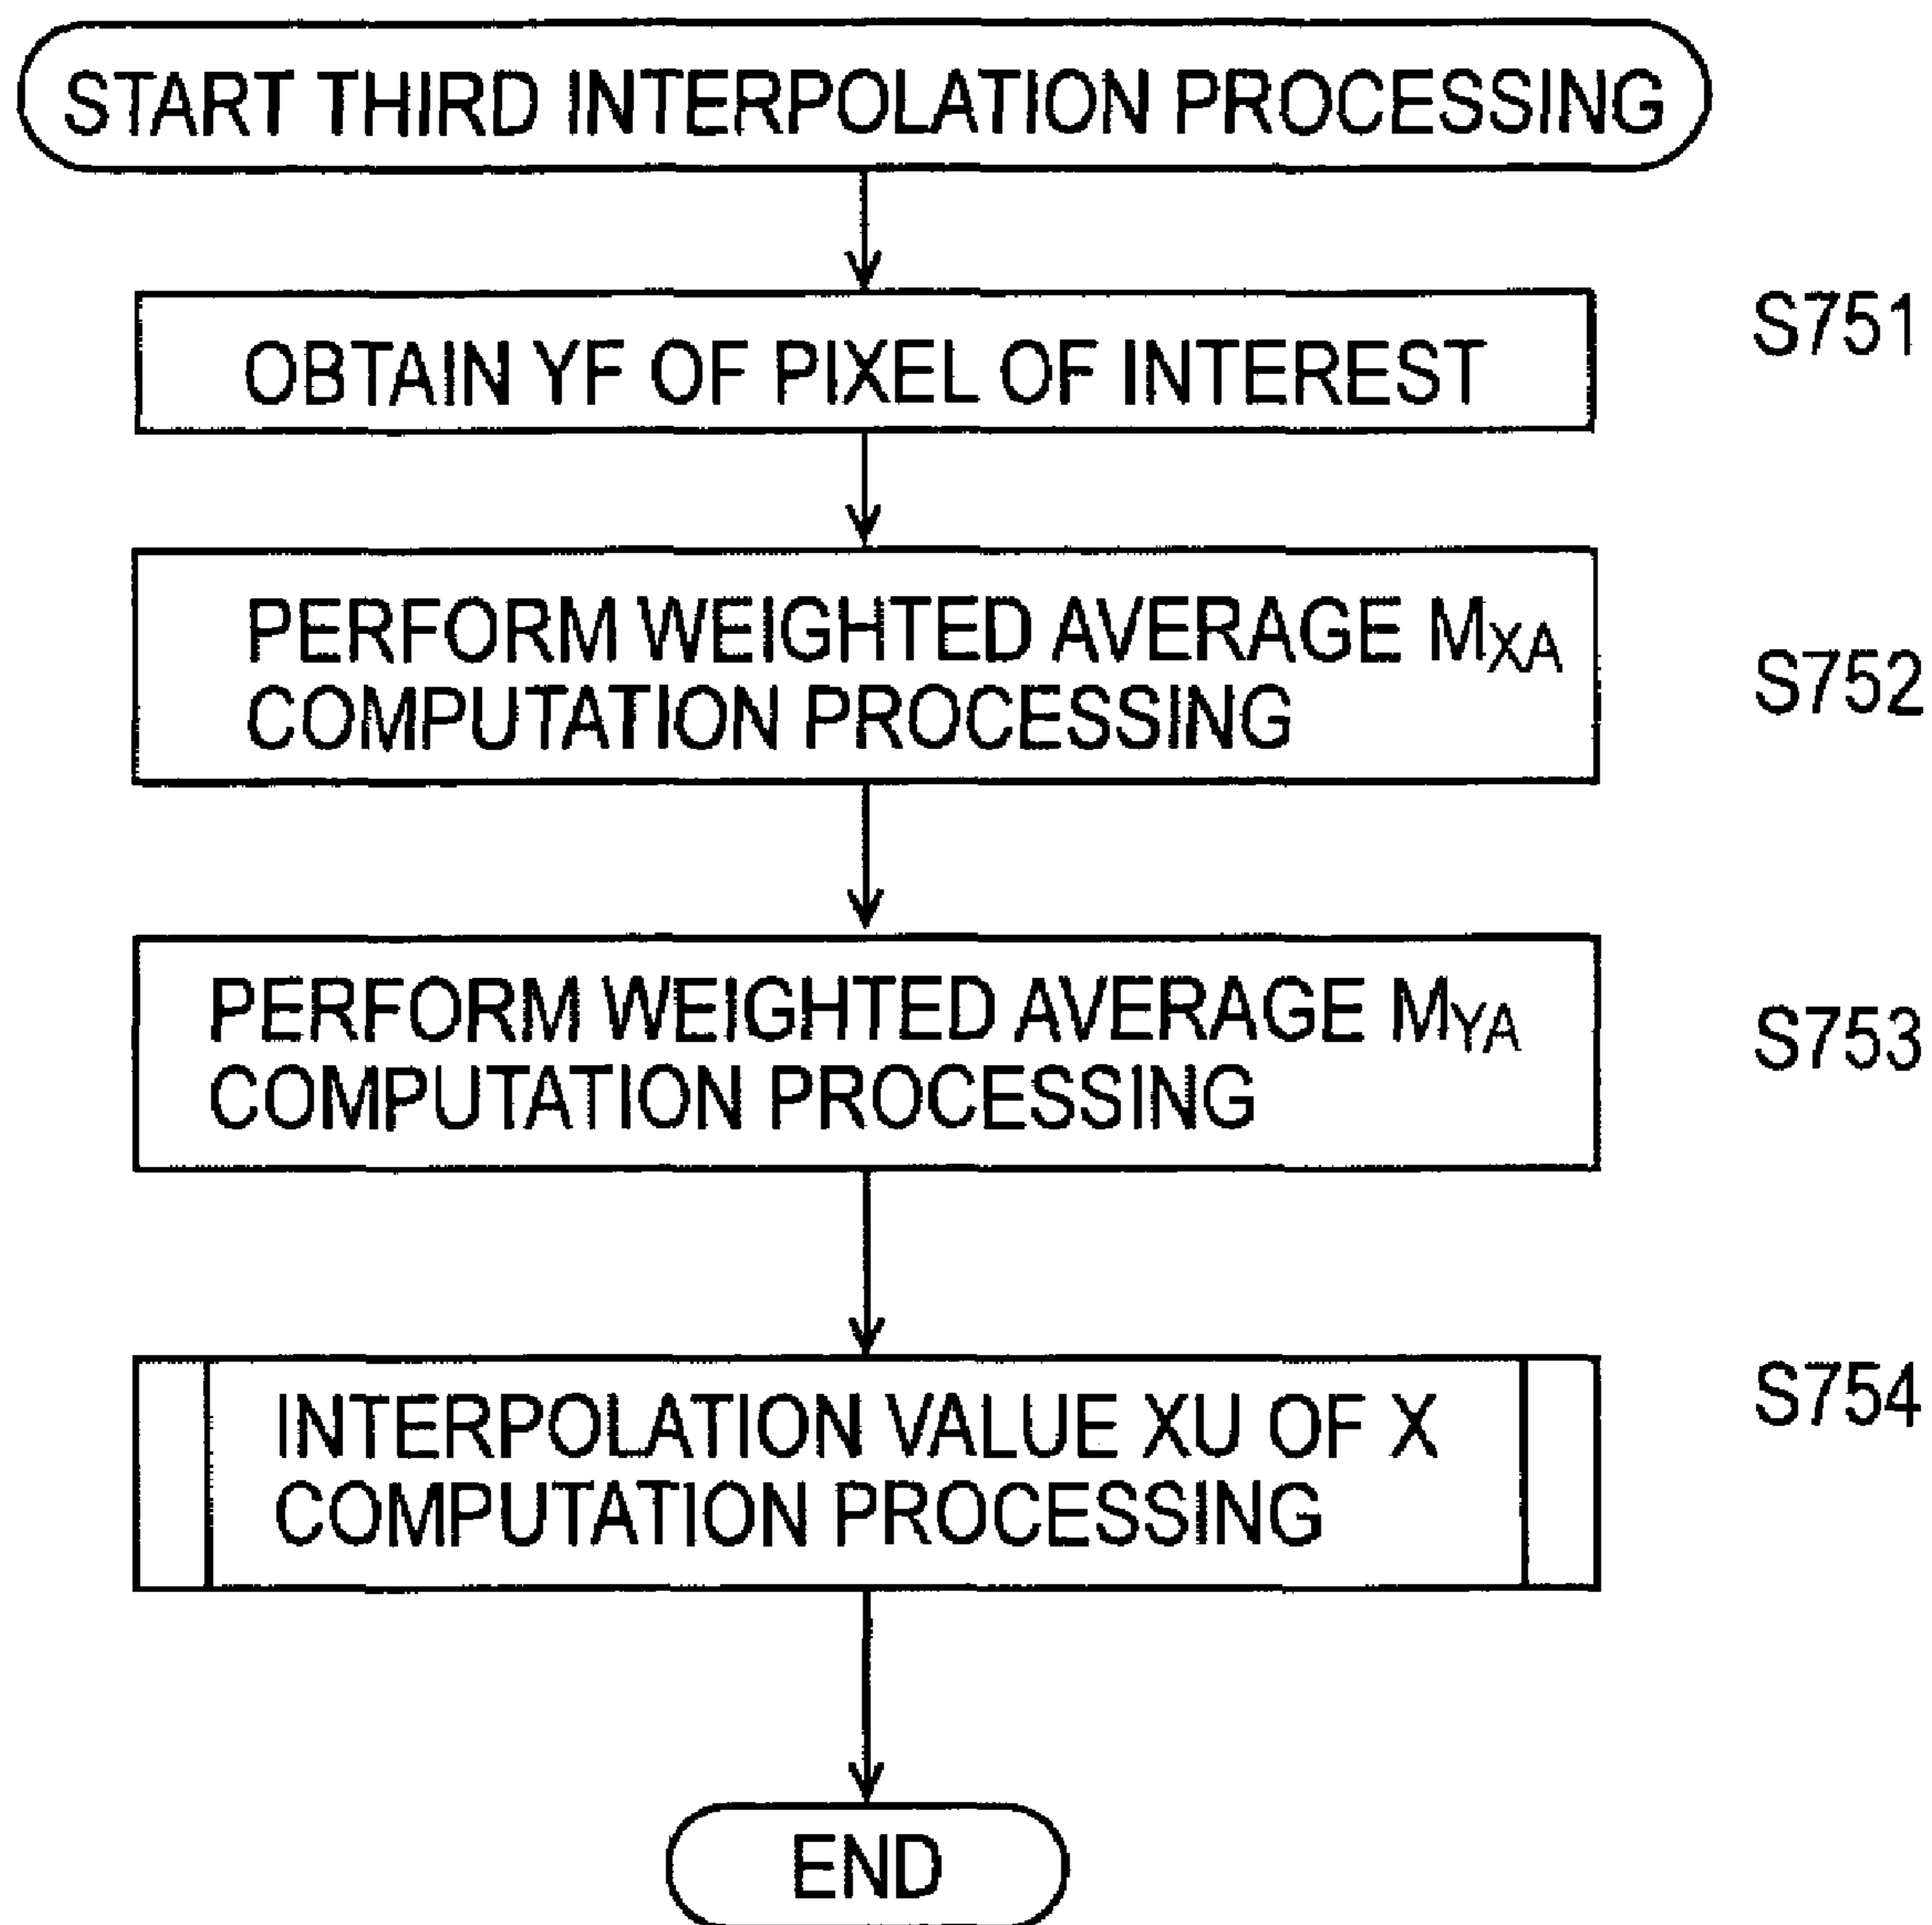 START THIRD INTERPOLATION PROCESSING
OBTAIN YF OF PIXEL OF INTEREST
S751
PERFORM WEIGHTED AVERAGE MXA
COMPUTATION PROCESSING
S752
PERFORM WEIGHTED AVERAGE MYA
COMPUTATION PROCESSING
S753
INTERPOLATION VALUE XU OF X
COMPUTATION PROCESSING
S754
END